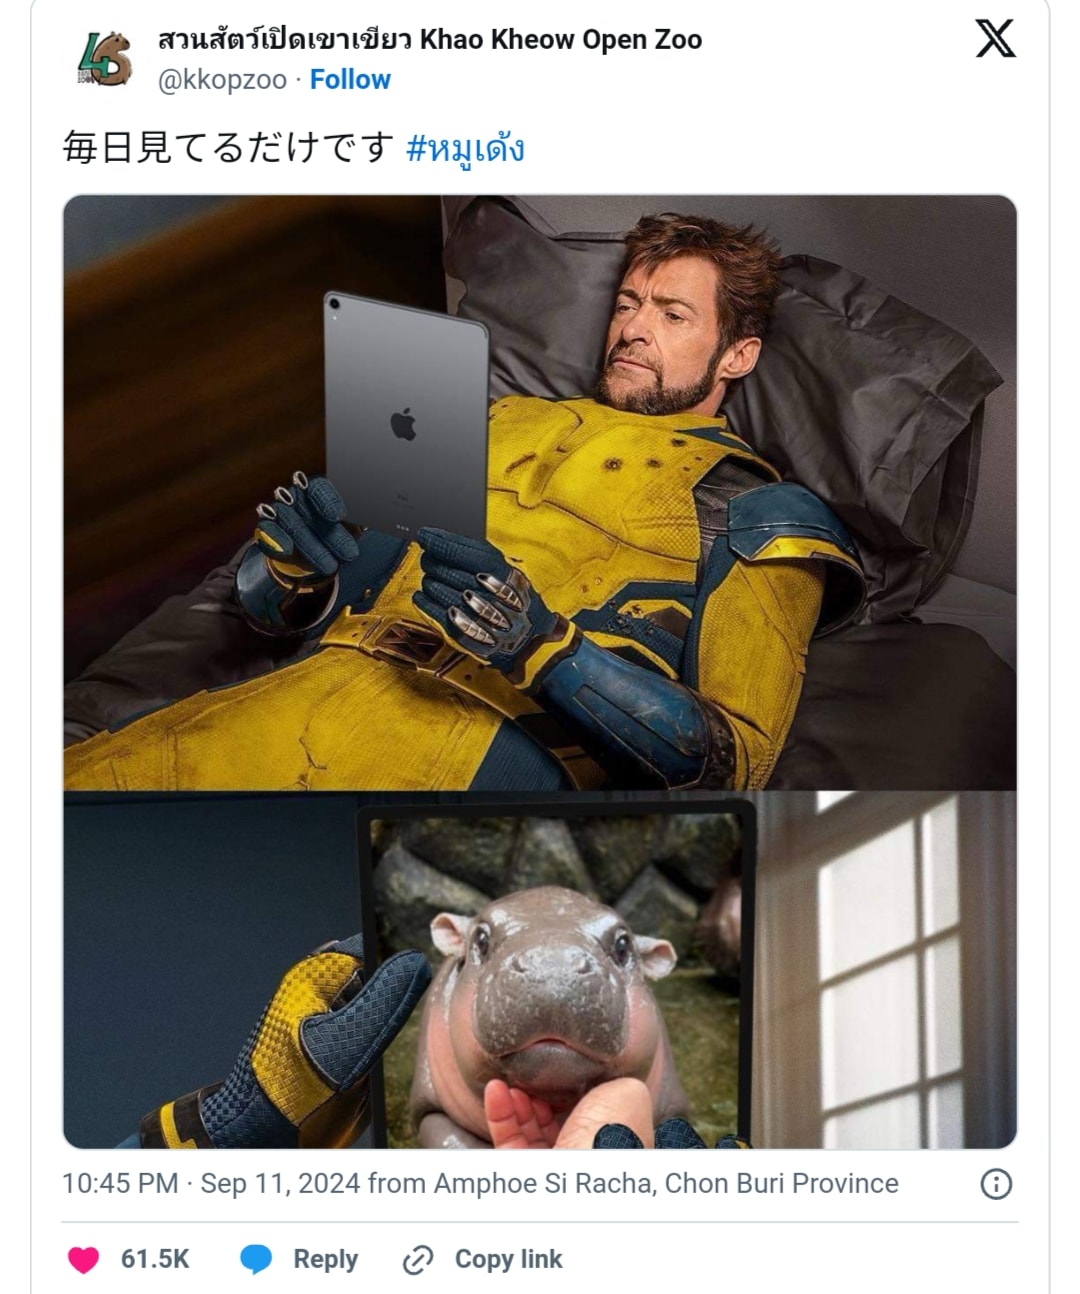 สวนสัตว์เปิดเขาเขียว Khao Kheow Open Zoo
@kkopzoo · Follow
毎日見てるだけです #หมูเด้ง
10:45 PM · Sep 11, 2024 from Amphoe Si Racha, Chon Buri Province
61.5K Reply Copy link